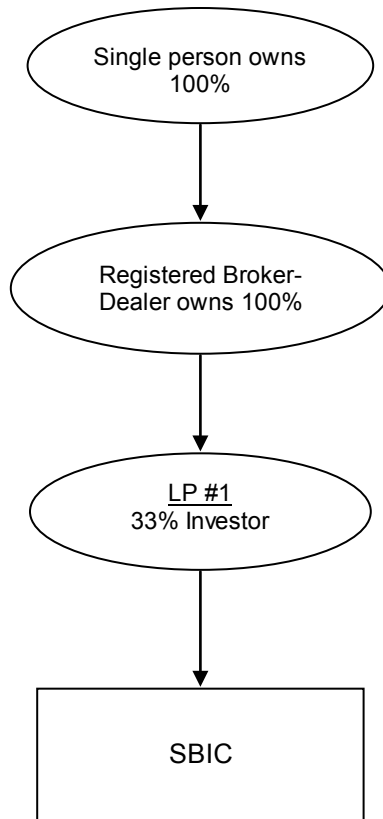 Single person owns
100%
Registered Broker-
Dealer owns 100%
LP #1
33% Investor
SBIC